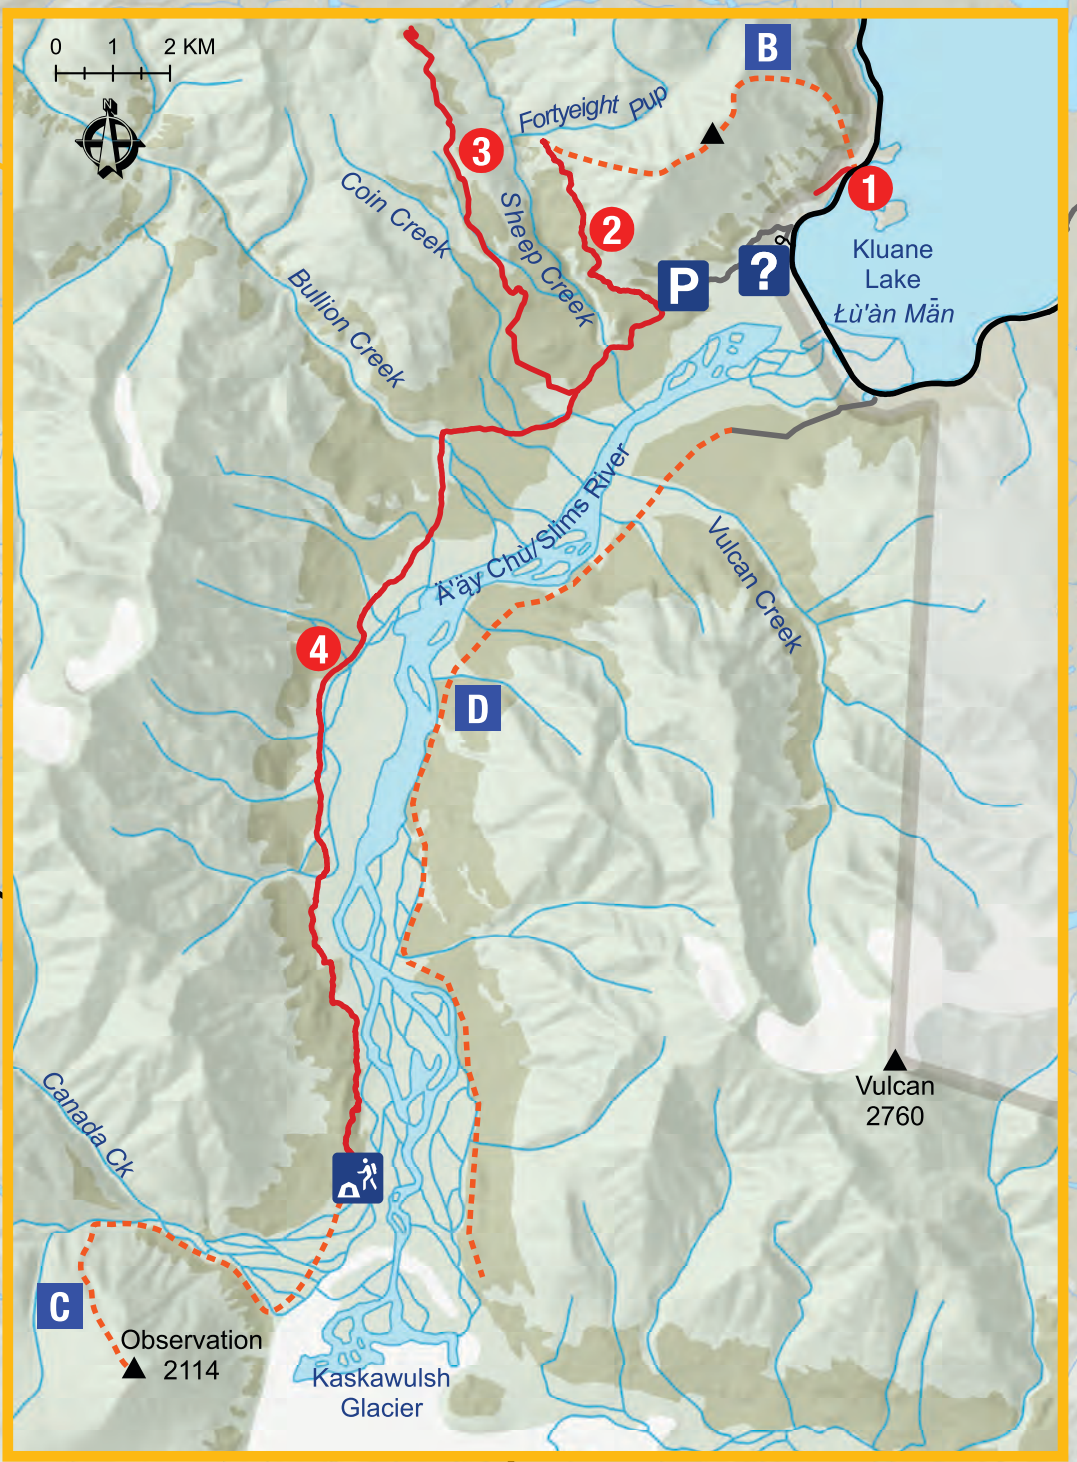 0 1 2 KM
N
B
Fortyeight Pup
3
1
Coin Creek
Sheep Creek
2
Kluane
Lake
Łù'àn Mān̈
P
?
Bullion Creek
Ä'äy Chù/Slims River
Vulcan Creek
4
D
Vulcan
2760
Canada Ck
C
Observation
2114
Kaskawulsh
Glacier